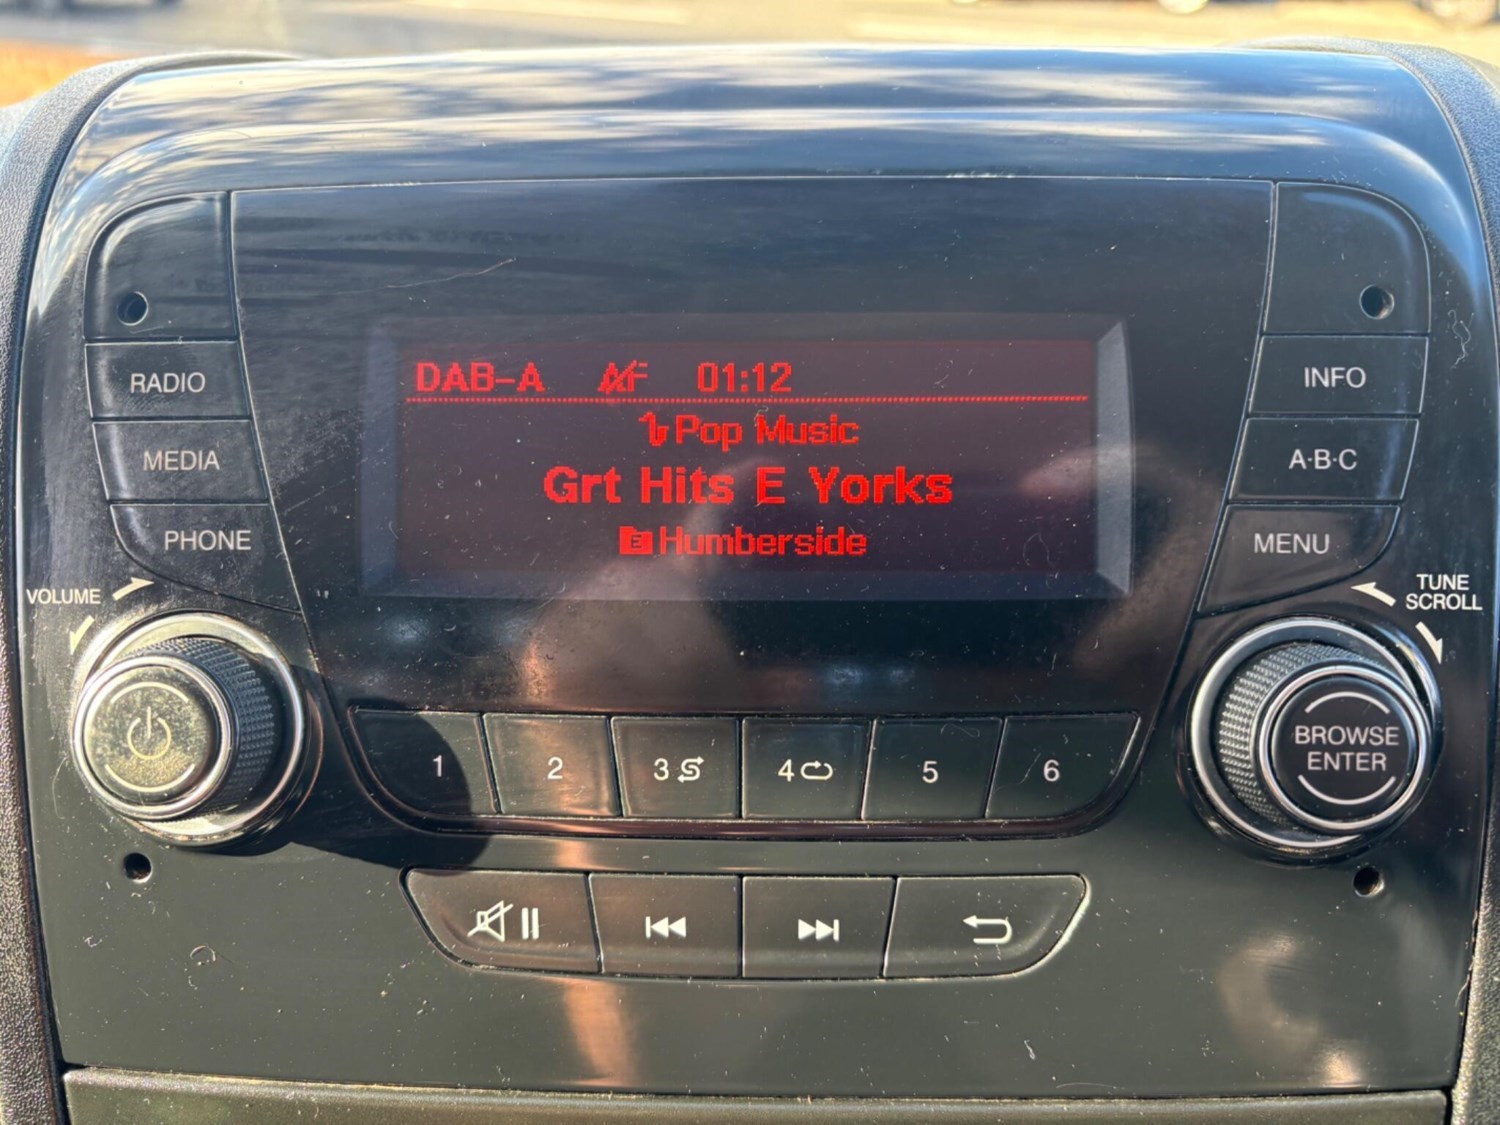 DAB-A AF 01:12
Pop Music
Grt Hits E Yorks
E Humberside
RADIO
MEDIA
PHONE
VOLUME
INFO
A·B·C
MENU
TUNE
SCROLL
BROWSE
ENTER
1 2 3 4 5 6